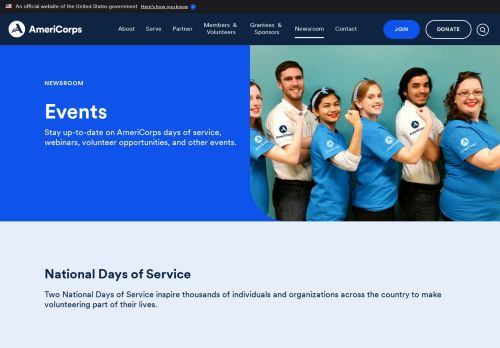 An official website of the United States government Here's how you know
AmeriCorps
About Serve Partner Members & Volunteers Grantees & Sponsors Newsroom Contact JOIN DONATE
NEWSROOM
Events
Stay up-to-date on AmeriCorps days of service,
webinars, volunteer opportunities, and other events.
AmeriCorps
National Days of Service
Two National Days of Service inspire thousands of individuals and organizations across the country to make
volunteering part of their lives.